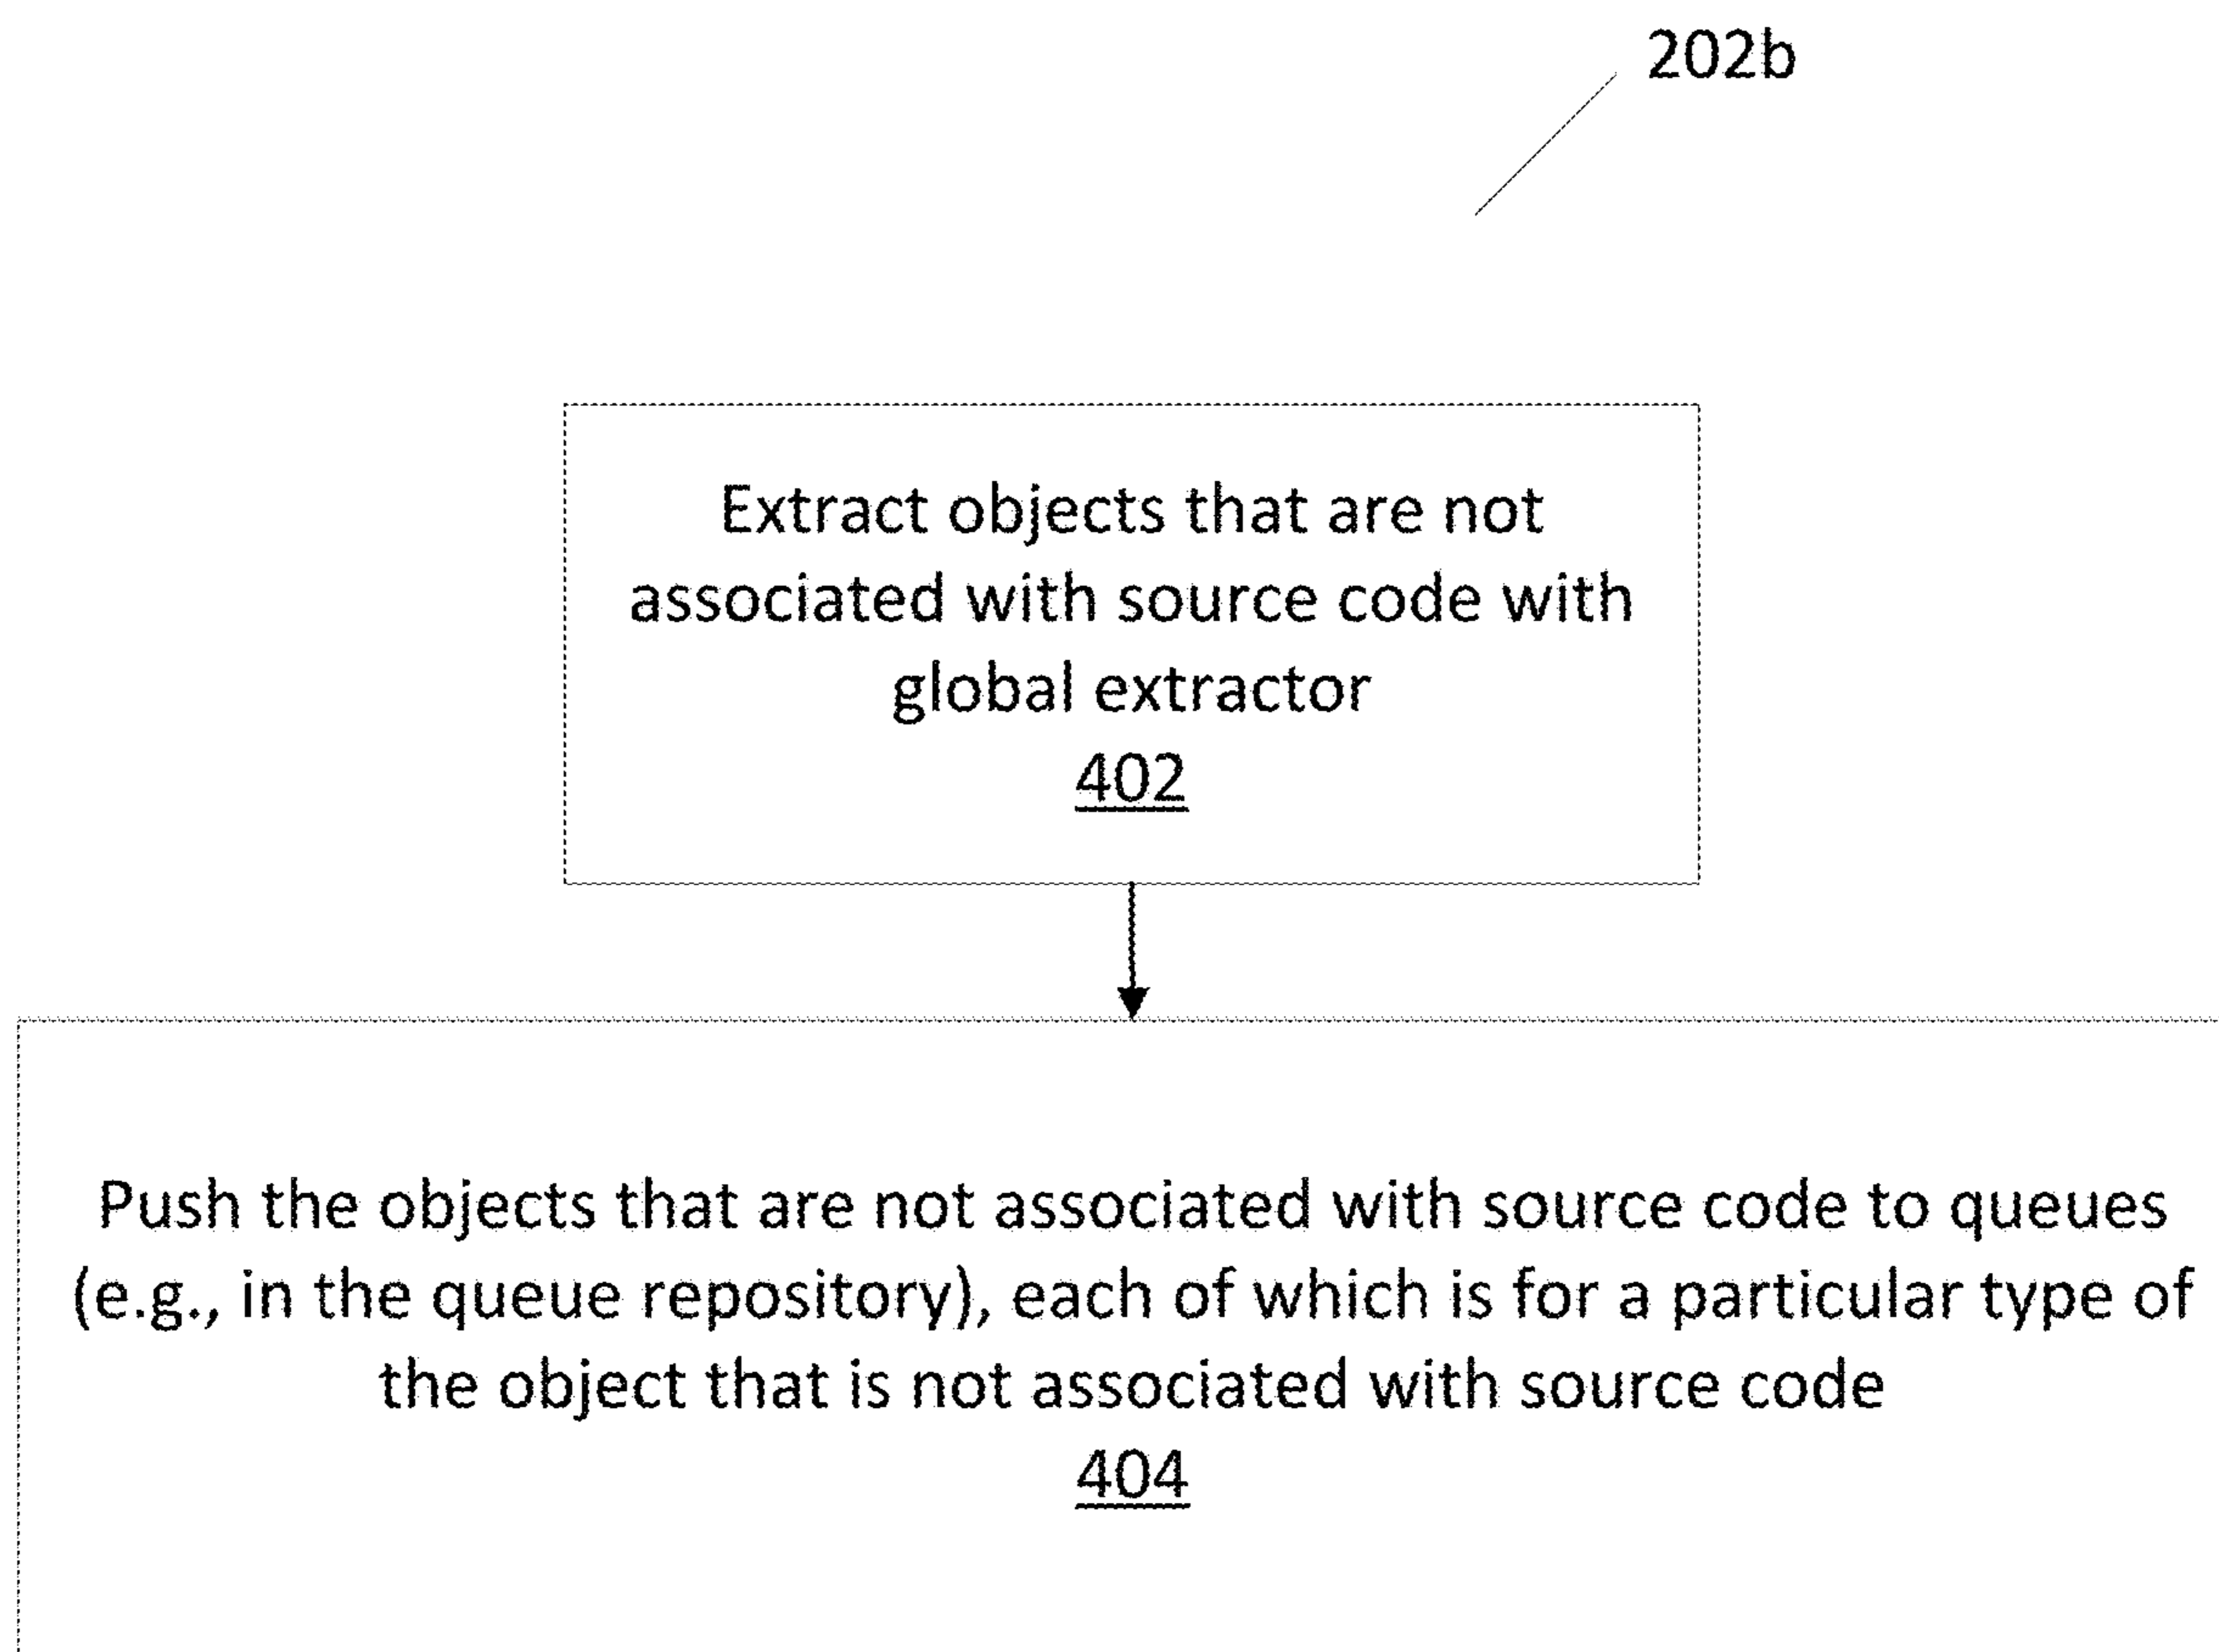 202b
Extract objects that are not
associated with source code with
global extractor
402
Push the objects that are not associated with source code to queues
(e.g., in the queue repository), each of which is for a particular type of
the object that is not associated with source code
404